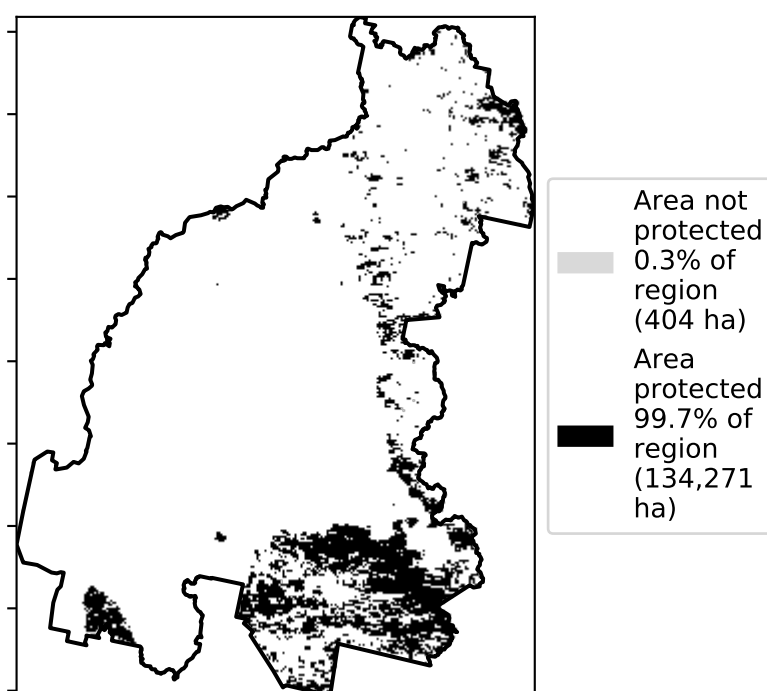 Area not
protected
0.3% of
region
(404 ha)
Area
protected
99.7% of
region
(134,271
ha)